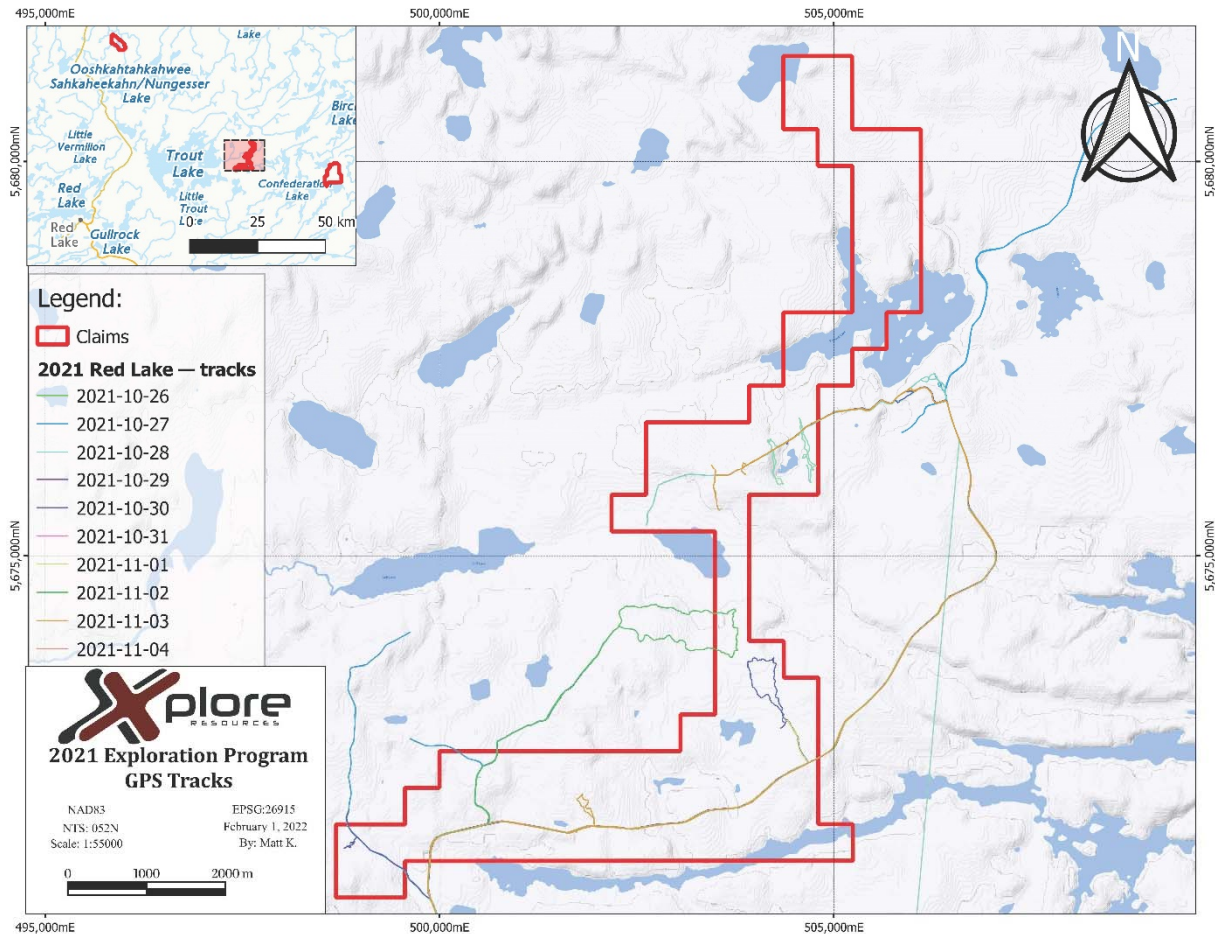 495,000mE
500,000mE
505,000mE
Lake
Ooshkahtahkahwee
Sahkaheekahn/Nungesser
Lake
Birch
Lake
Little
Vermilion
Lake
Trout
Lake
Confederation
Lake
Red
Lake
Little
Trout
Lake
Red
Lake
Gullrock
Lake
0
25
50 km
N
5,680,000mN
5,680,000mN
Legend:
Claims
2021 Red Lake — tracks
2021-10-26
2021-10-27
2021-10-28
2021-10-29
2021-10-30
2021-10-31
2021-11-01
2021-11-02
2021-11-03
2021-11-04
5,675,000mN
5,675,000mN
Xplore
RESOURCES
2021 Exploration Program
GPS Tracks
NAD83
EPSG:26915
NTS: 052N
February 1, 2022
Scale: 1:55000
By: Matt K.
0
1000
2000 m
495,000mE
500,000mE
505,000mE